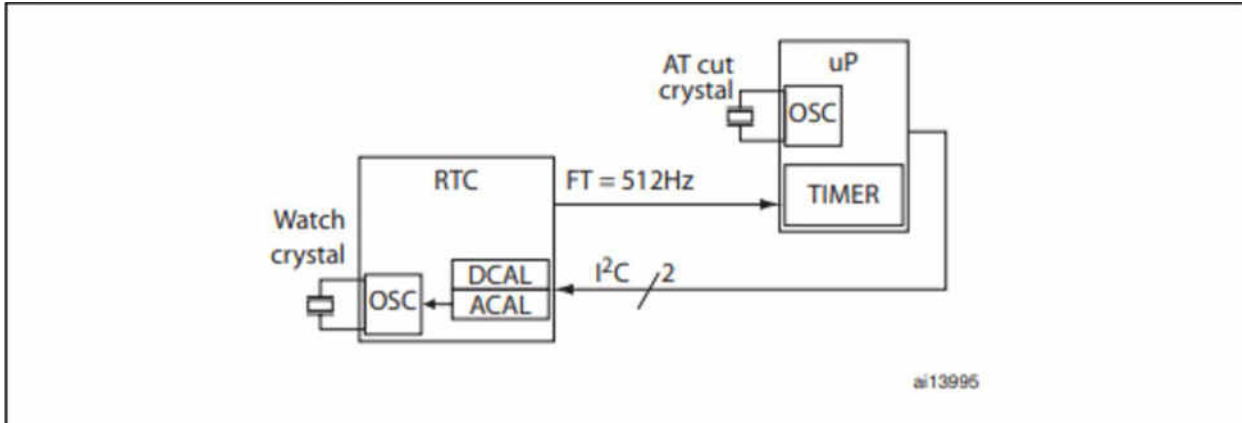 uP
AT cut
crystal
OSC
RTC
FT = 512Hz
TIMER
Watch
crystal
DCAL
I²C
2
OSC
ACAL
ai13995